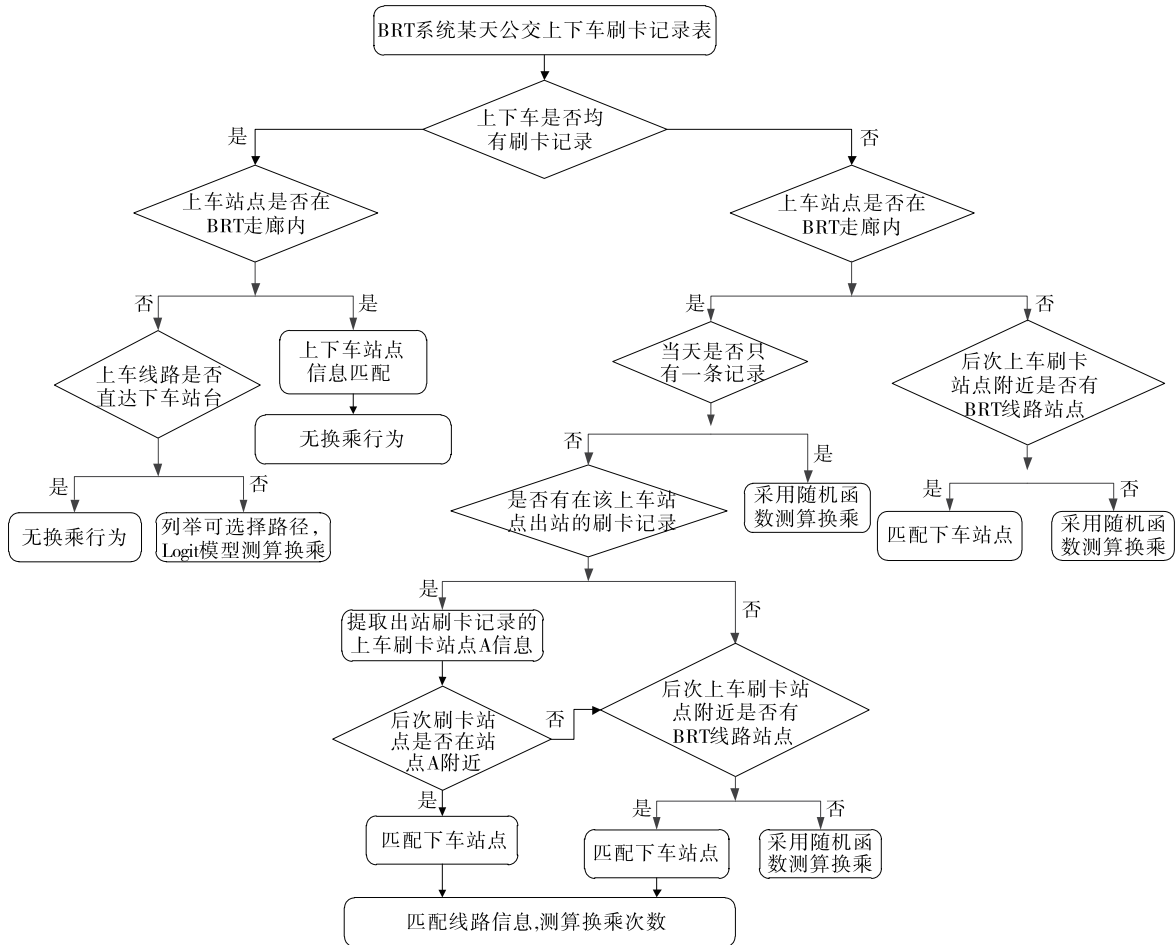 BRT系统某天公交上下车刷卡记录表
上下车是否均
有刷卡记录
是
否
上车站点是否在
BRT走廊内
上车站点是否在
BRT走廊内
否
是
是
否
上车线路是否
直达下车站台
上下车站点
信息匹配
当天是否只
有一条记录
后次上车刷卡
站点附近是否有
BRT线路站点
无换乘行为
否
是
是
否
是
否
无换乘行为
列举可选择路径，
Logit模型测算换乘
是否有在该上车站
点出站的刷卡记录
采用随机函
数测算换乘
匹配下车站点
采用随机函
数测算换乘
是
否
提取出站刷卡记录的
上车刷卡站点A信息
后次刷卡站
点是否在站
点A附近
否
后次上车刷卡站
点附近是否有
BRT线路站点
是
是
否
匹配下车站点
匹配下车站点
采用随机函
数测算换乘
匹配线路信息,测算换乘次数